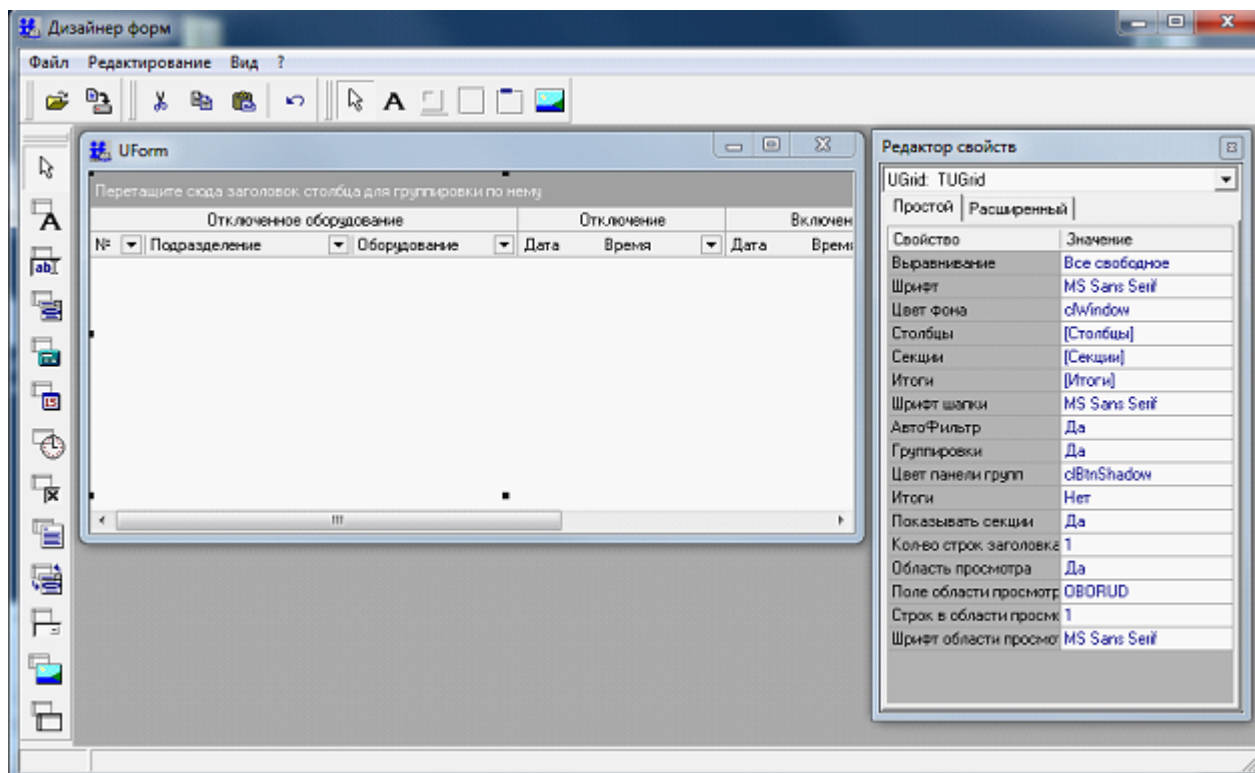 Дизайнер форм
Файл Редактирование Вид ?
A
UForm
Перетащите сюда заголовок столбца для группировки по нему
Отключенное оборудование Отключение Включен
№ Подразделение Оборудование Дата Время Дата Время
A
ab
15
Редактор свойств
UGrid: TUGrid
Простой Расширенный
Свойство Значение
Выравнивание Все свободное
Шрифт MS Sans Serif
Цвет фона clWindow
Столбцы [Столбцы]
Секции [Секции]
Итоги [Итоги]
Шрифт шапки MS Sans Serif
АвтоФильтр Да
Группировки Да
Цвет панели групп clBtnShadow
Итоги Нет
Показывать секции Да
Кол-во строк заголовка 1
Область просмотра Да
Поле области просмотр OBORUD
Строк в области просм 1
Шрифт области просмот MS Sans Serif